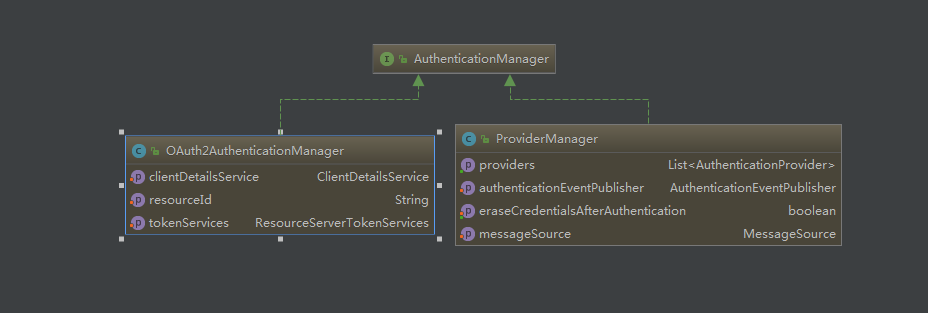 I AuthenticationManager
C OAuth2AuthenticationManager
p clientDetailsService ClientDetailsService
p resourceId String
p tokenServices ResourceServerTokenServices
C ProviderManager
p providers List<AuthenticationProvider>
p authenticationEventPublisher AuthenticationEventPublisher
p eraseCredentialsAfterAuthentication boolean
p messageSource MessageSource